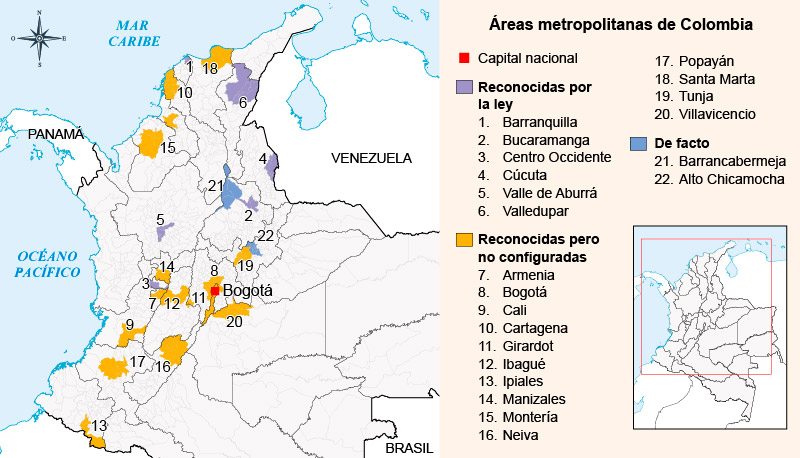 MAR
CARIBE
N
O
E
S
1
18
10
6
PANAMÁ
15
VENEZUELA
4
21
2
5
22
OCÉANO
PACÍFICO
14
8
19
3
Bogotá
7
12
11
20
9
17
16
13
BRASIL
Áreas metropolitanas de Colombia
Capital nacional
Reconocidas por
la ley
1. Barranquilla
2. Bucaramanga
3. Centro Occidente
4. Cúcuta
5. Valle de Aburrá
6. Valledupar
Reconocidas pero
no configuradas
7. Armenia
8. Bogotá
9. Cali
10. Cartagena
11. Girardot
12. Ibagué
13. Ipiales
14. Manizales
15. Montería
16. Neiva
17. Popayán
18. Santa Marta
19. Tunja
20. Villavicencio
De facto
21. Barrancabermeja
22. Alto Chicamocha